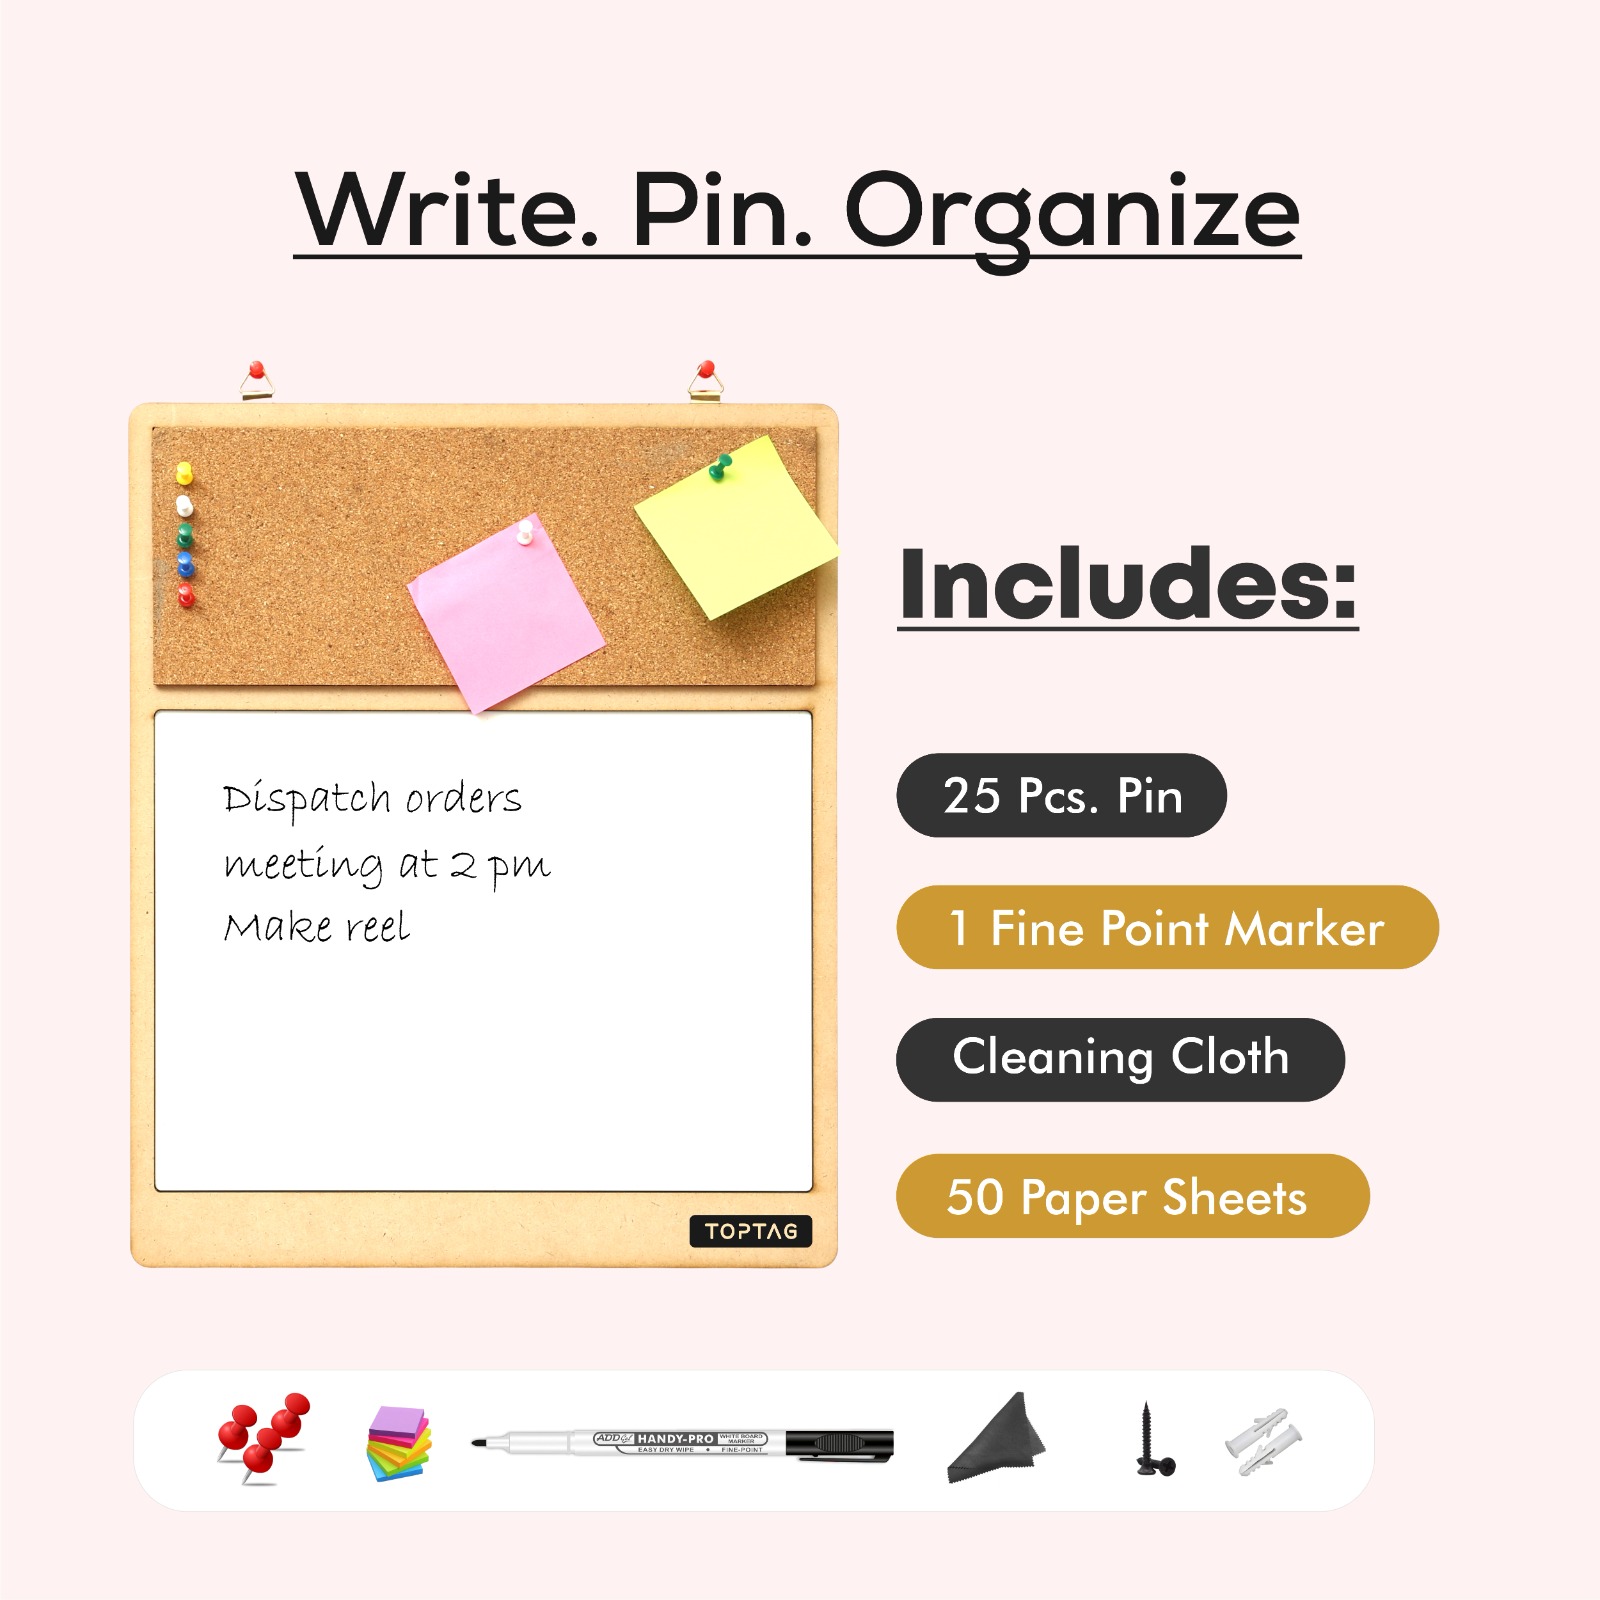 Write. Pin. Organize
Includes:
25 Pcs. Pin
1 Fine Point Marker
Cleaning Cloth
50 Paper Sheets
Dispatch orders
meeting at 2 pm
Make reel
TOPTAG
ADD Gel HANDY-PRO WHITE BOARD MARKER
EASY DRY WIPE • FINE-POINT